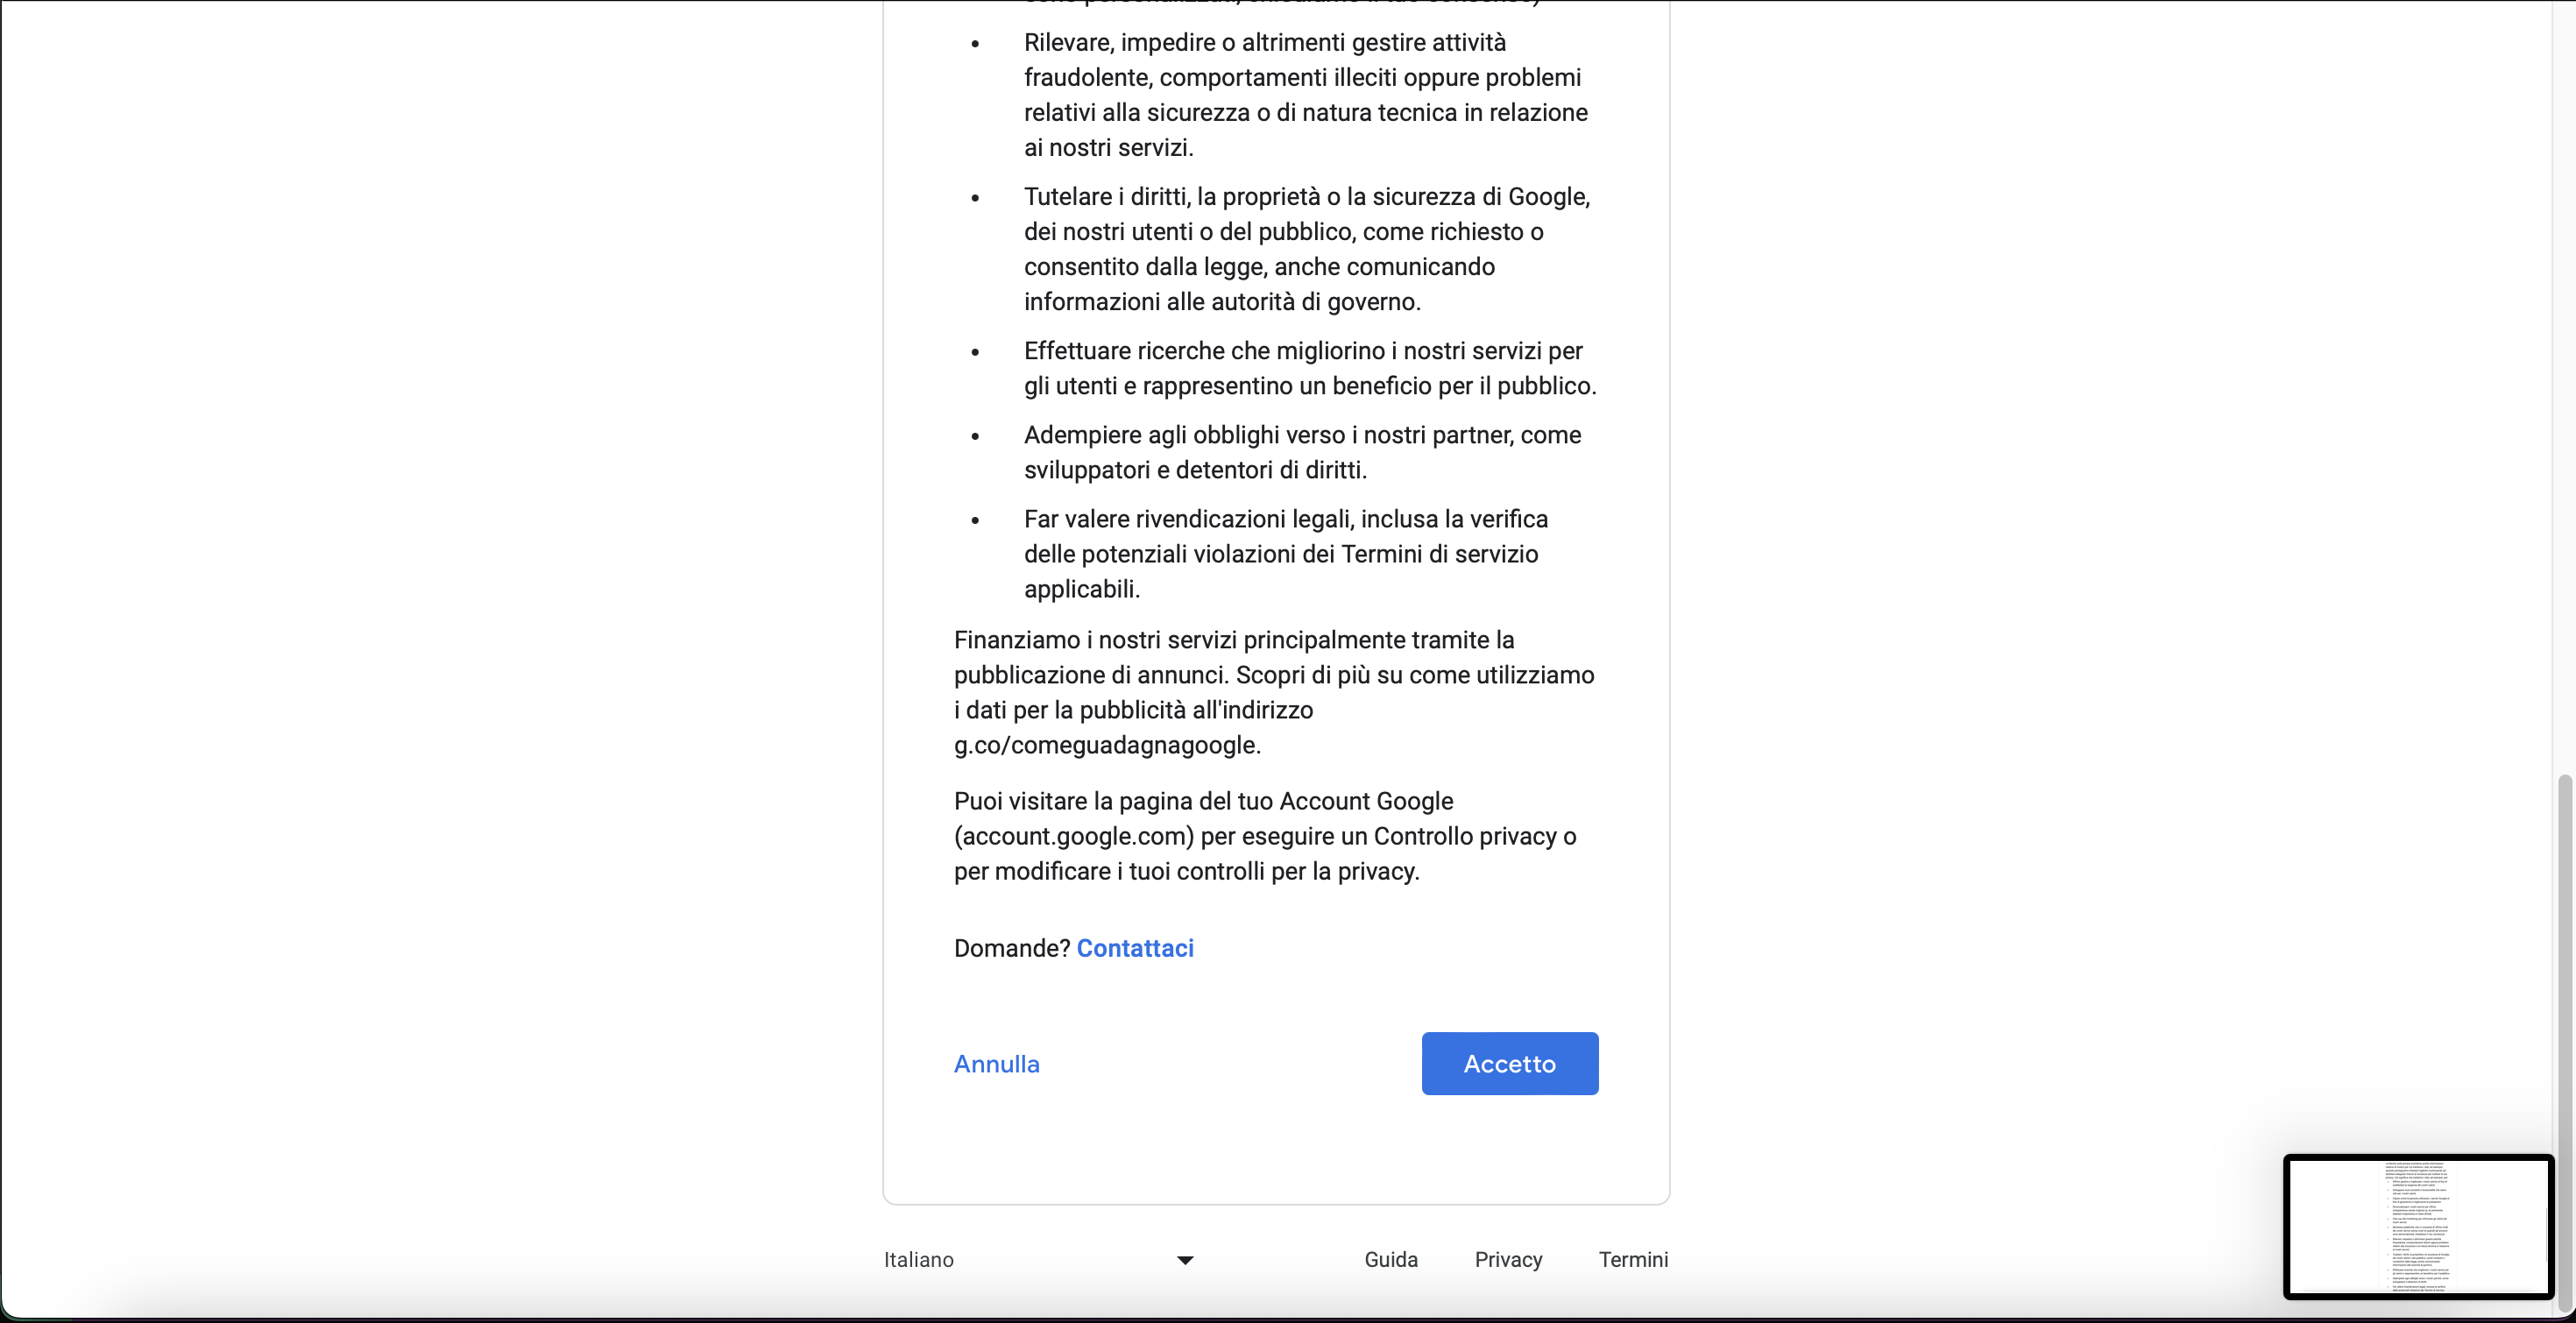 Rilevare, impedire o altrimenti gestire attività
fraudolente, comportamenti illeciti oppure problemi
relativi alla sicurezza o di natura tecnica in relazione
ai nostri servizi.
Tutelare i diritti, la proprietà o la sicurezza di Google,
dei nostri utenti o del pubblico, come richiesto o
consentito dalla legge, anche comunicando
informazioni alle autorità di governo.
Effettuare ricerche che migliorino i nostri servizi per
gli utenti e rappresentino un beneficio per il pubblico.
Adempiere agli obblighi verso i nostri partner, come
sviluppatori e detentori di diritti.
Far valere rivendicazioni legali, inclusa la verifica
delle potenziali violazioni dei Termini di servizio
applicabili.
Finanziamo i nostri servizi principalmente tramite la
pubblicazione di annunci. Scopri di più su come utilizziamo
i dati per la pubblicità all'indirizzo
g.co/comeguadagnagoogle.
Puoi visitare la pagina del tuo Account Google
(account.google.com) per eseguire un Controllo privacy o
per modificare i tuoi controlli per la privacy.
Domande? Contattaci
Annulla
Accetto
Italiano
Guida Privacy Termini